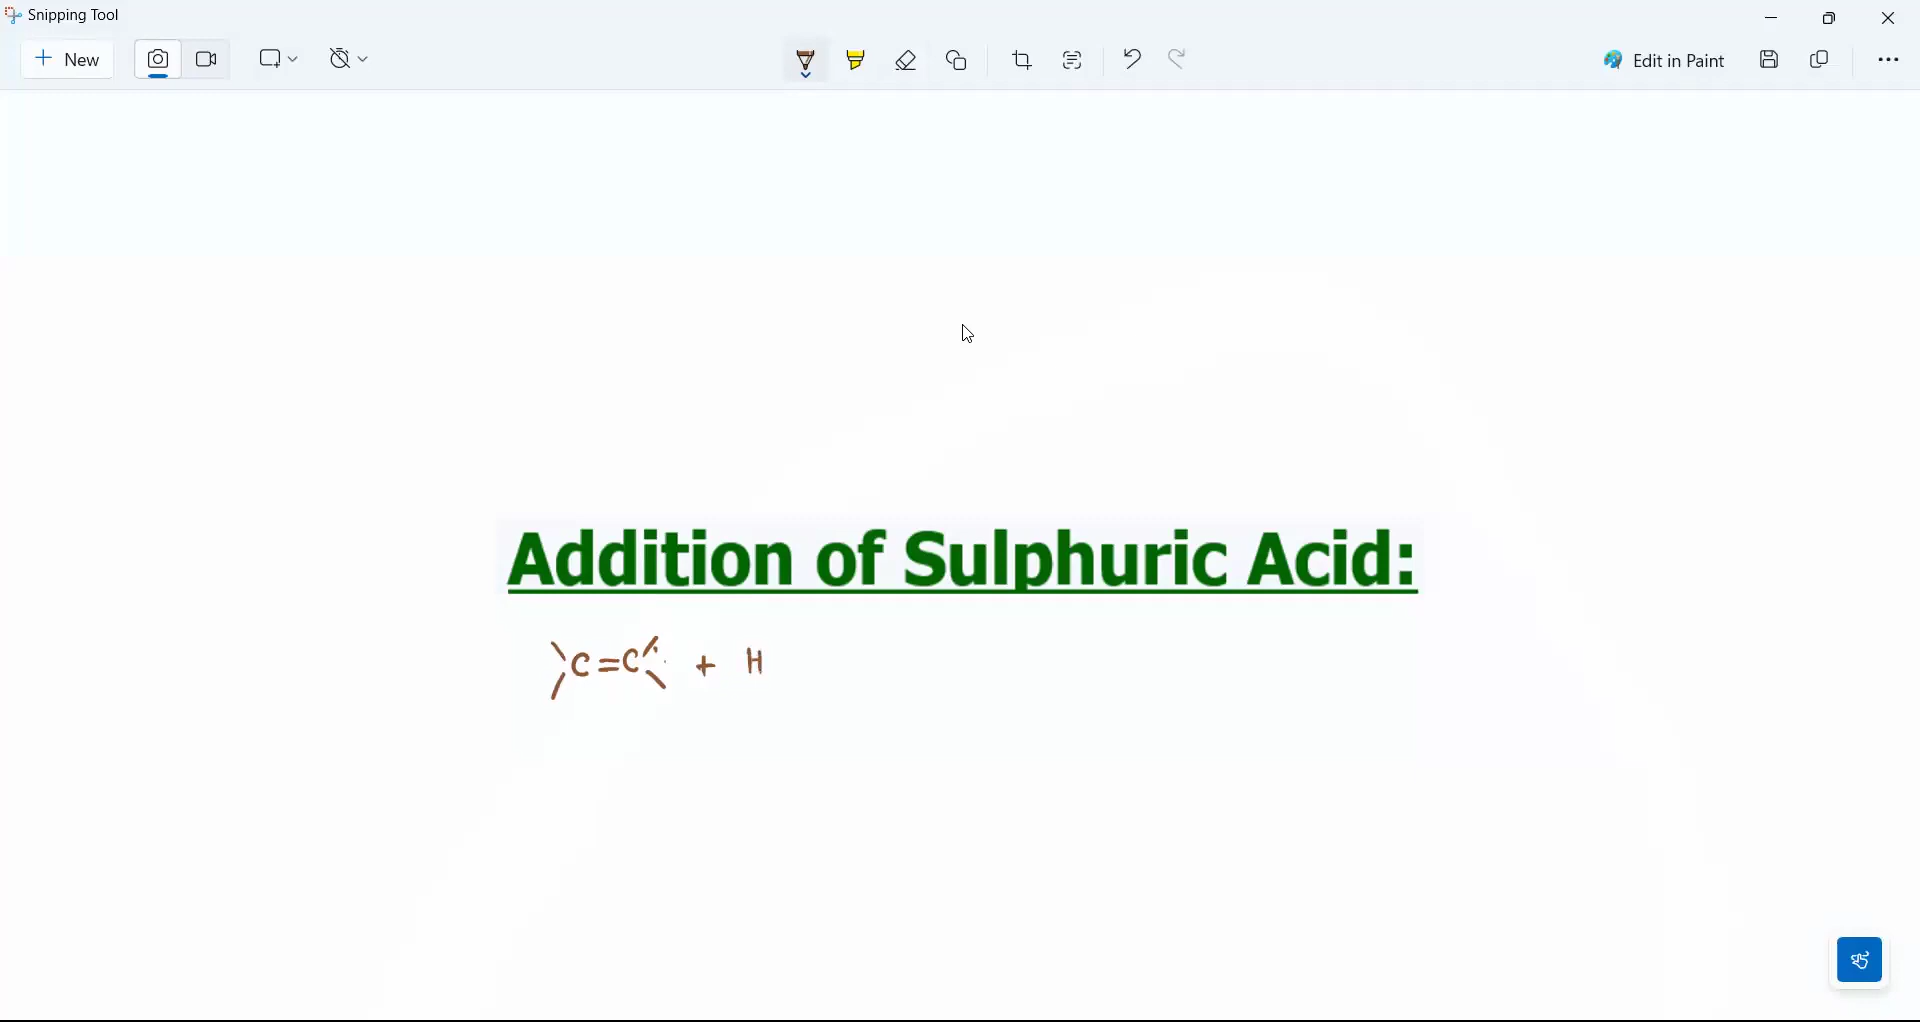 Snipping Tool
New
Edit in Paint
Addition of Sulphuric Acid:
C=C + H